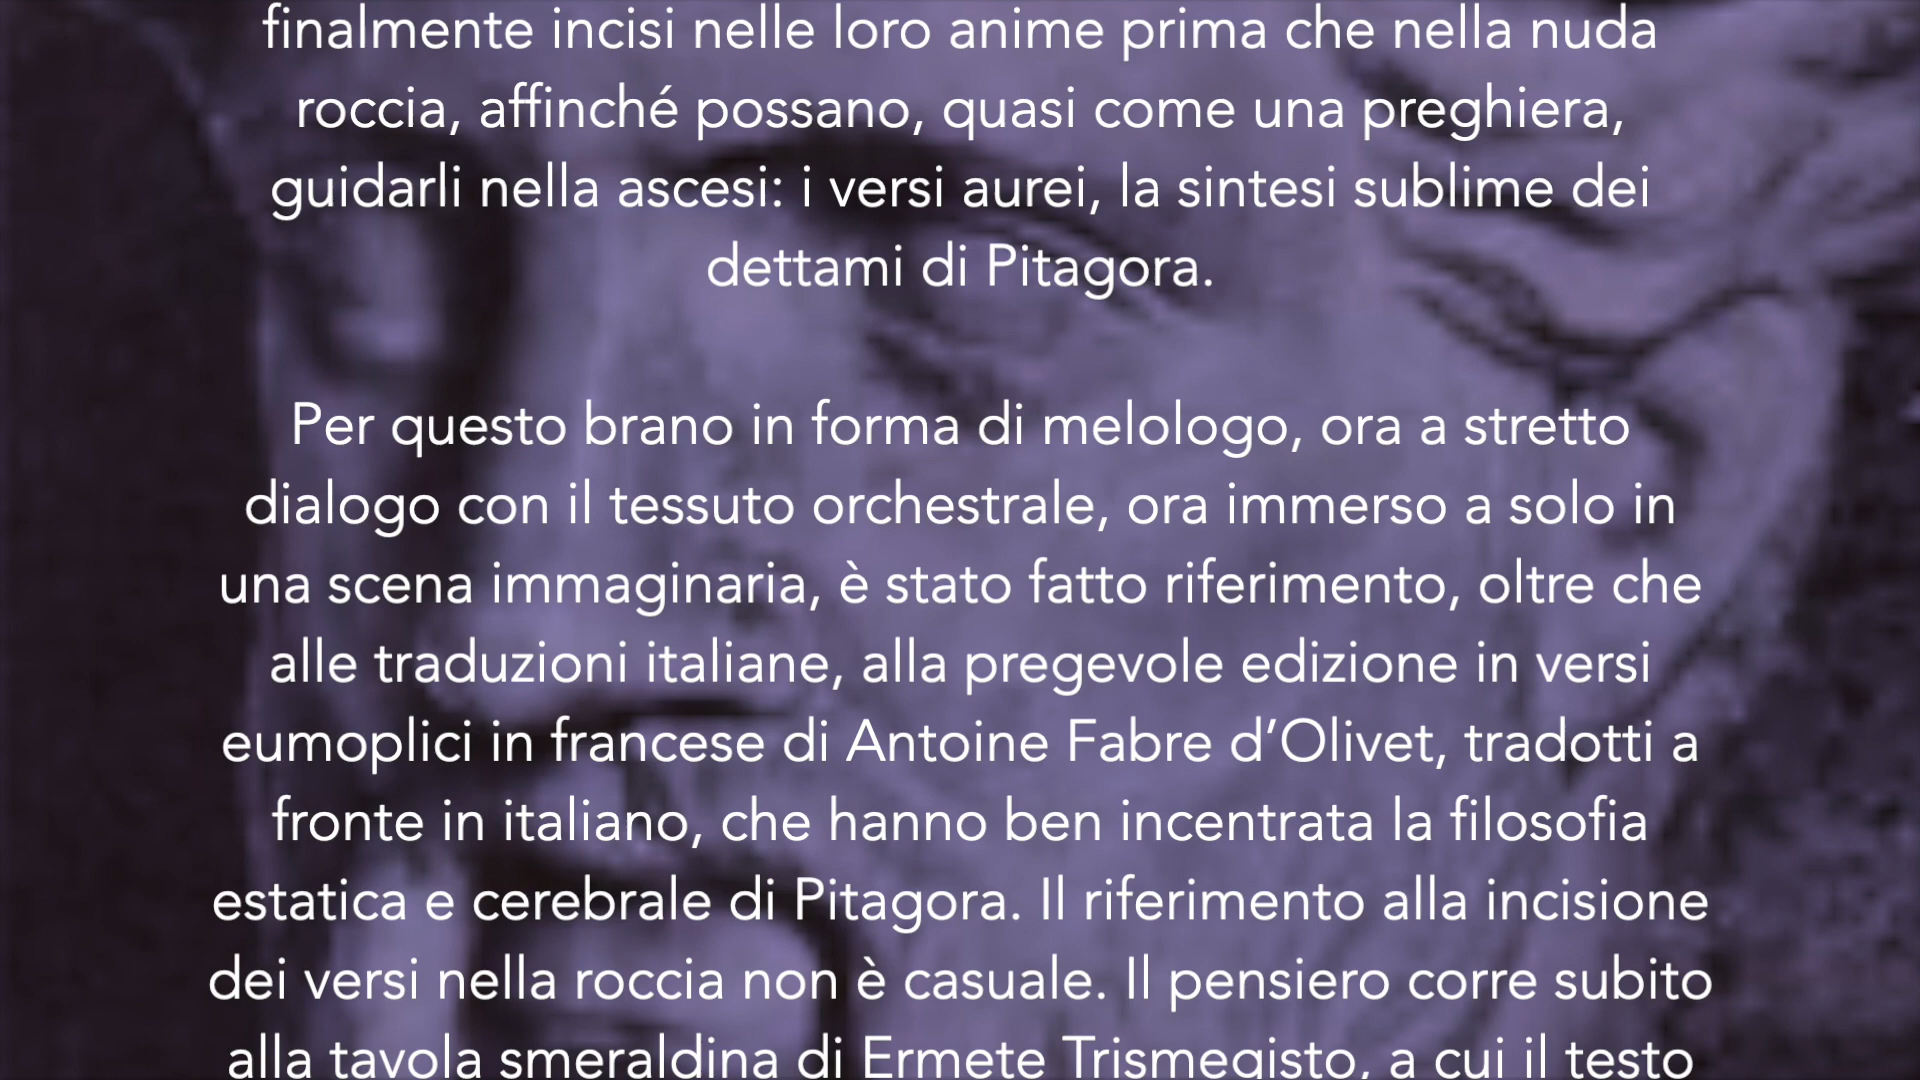 finalmente incisi nelle loro anime prima che nella nuda
roccia, affinché possano, quasi come una preghiera,
guidarli nella ascesi: i versi aurei, la sintesi sublime dei
dettami di Pitagora.
Per questo brano in forma di melologo, ora a stretto
dialogo con il tessuto orchestrale, ora immerso a solo in
una scena immaginaria, è stato fatto riferimento, oltre che
alle traduzioni italiane, alla pregevole edizione in versi
eumoplici in francese di Antoine Fabre d’Olivet, tradotti a
fronte in italiano, che hanno ben incentrata la filosofia
estatica e cerebrale di Pitagora. Il riferimento alla incisione
dei versi nella roccia non è casuale. Il pensiero corre subito
alla tavola smeraldina di Ermete Trismegisto, a cui il testo